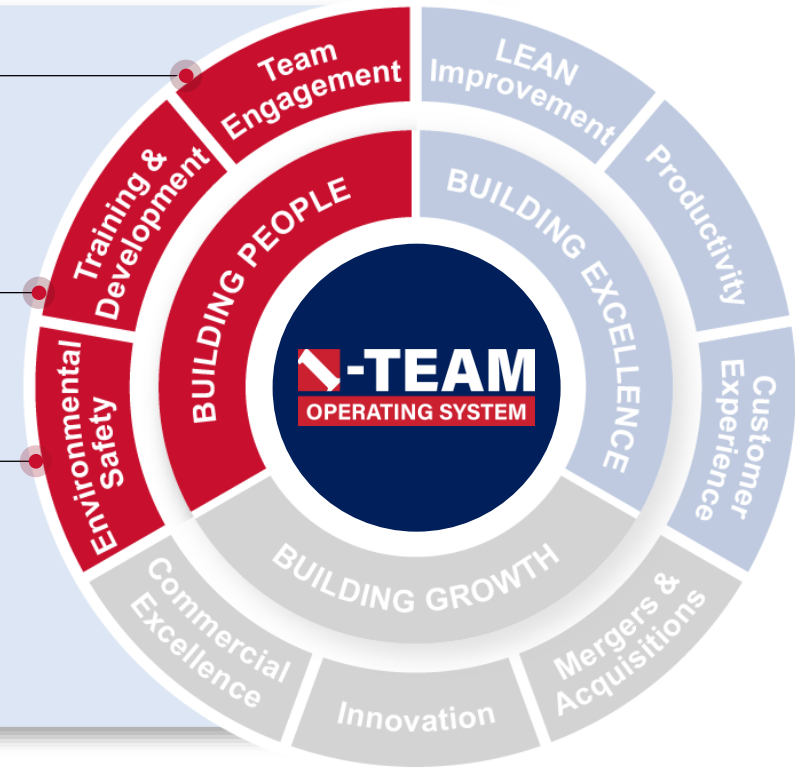 Team
Engagement
LEAN
Improvement
Training &
Development
Productivity
BUILDING PEOPLE
BUILDING EXCELLENCE
Environmental
Safety
-TEAM
OPERATING SYSTEM
Customer
Experience
BUILDING GROWTH
Commercial
Excellence
Innovation
Mergers &
Acquisitions